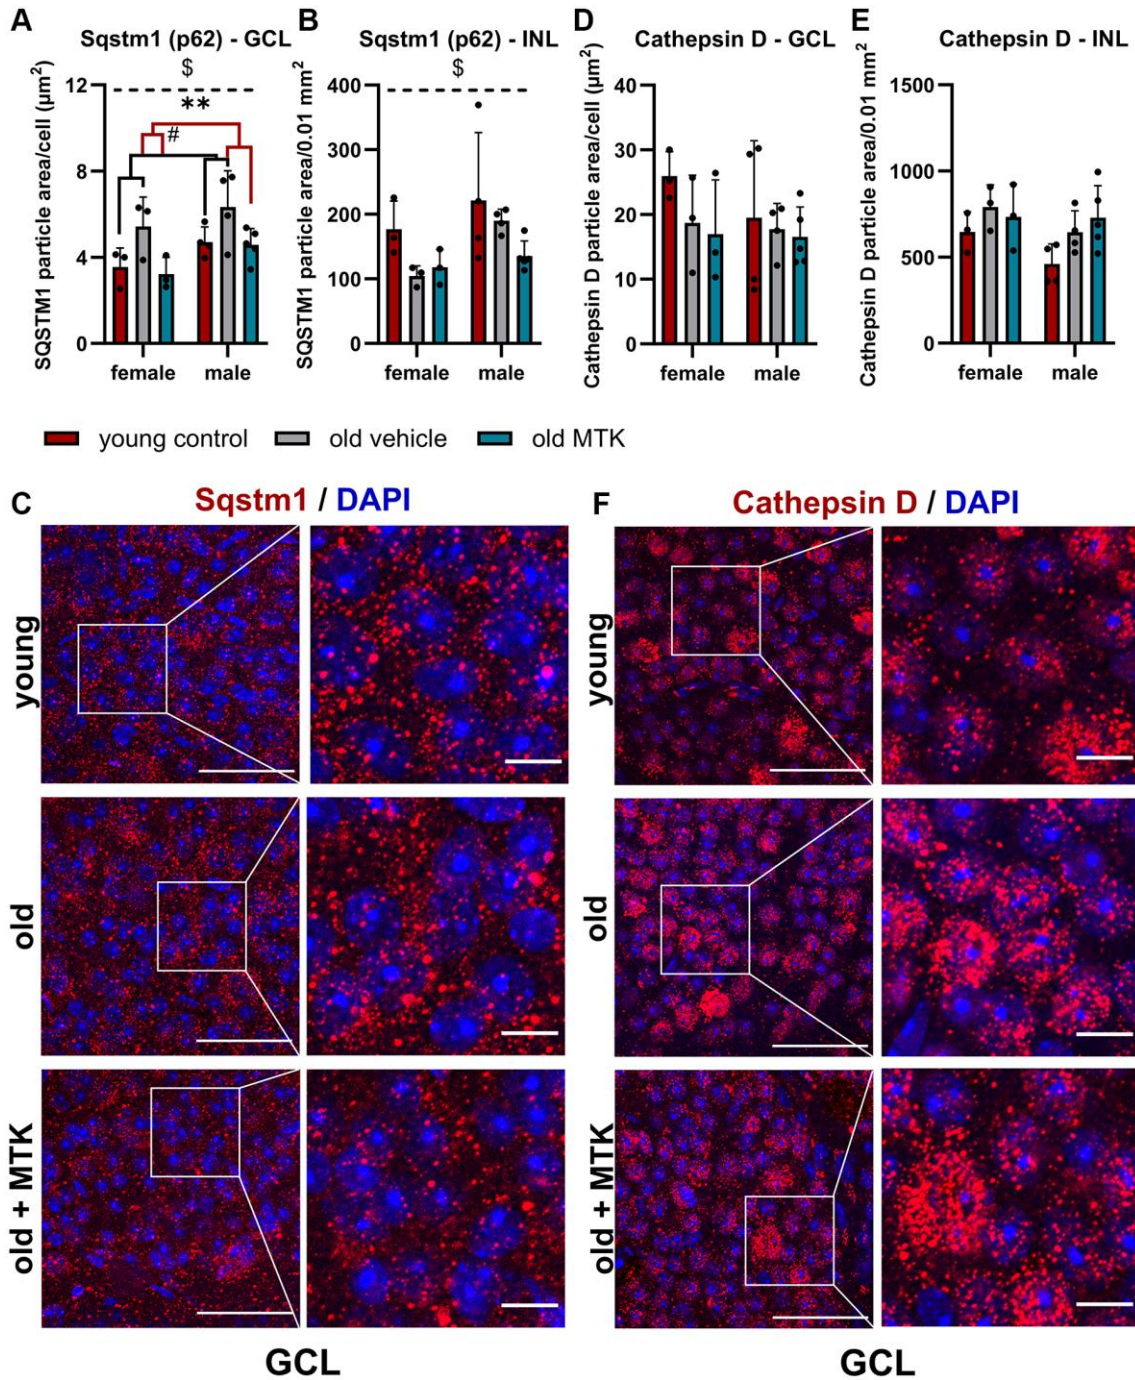 A
Sqstm1 (p62) - GCL
SQSTM1 particle area/cell (μm²)
$
**
#
12
8
4
0
female
male
B
Sqstm1 (p62) - INL
SQSTM1 particle area/0.01 mm²
$
400
300
200
100
0
female
male
D
Cathepsin D - GCL
Cathepsin D particle area/cell (μm²)
40
30
20
10
0
female
male
E
Cathepsin D - INL
Cathepsin D particle area/0.01 mm²
1500
1000
500
0
female
male
young control
old vehicle
old MTK
C
Sqstm1 / DAPI
young
old
old + MTK
GCL
F
Cathepsin D / DAPI
young
old
old + MTK
GCL